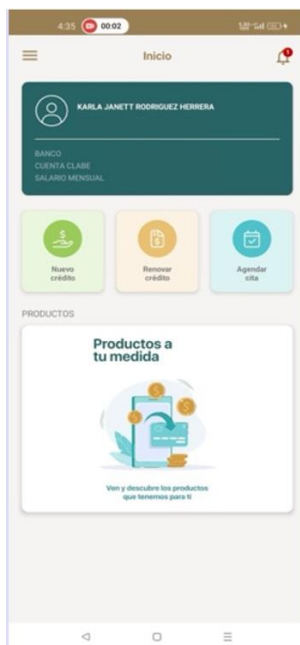 4:35 00:02
Inicio
KARLA JANETT RODRIGUEZ HERRERA
BANCO
CUENTA CLABE
SALARIO MENSUAL
Nuevo
crédito
Renovar
crédito
Agendar
cita
PRODUCTOS
Productos a
tu medida
Ven y descubre los productos
que tenemos para ti